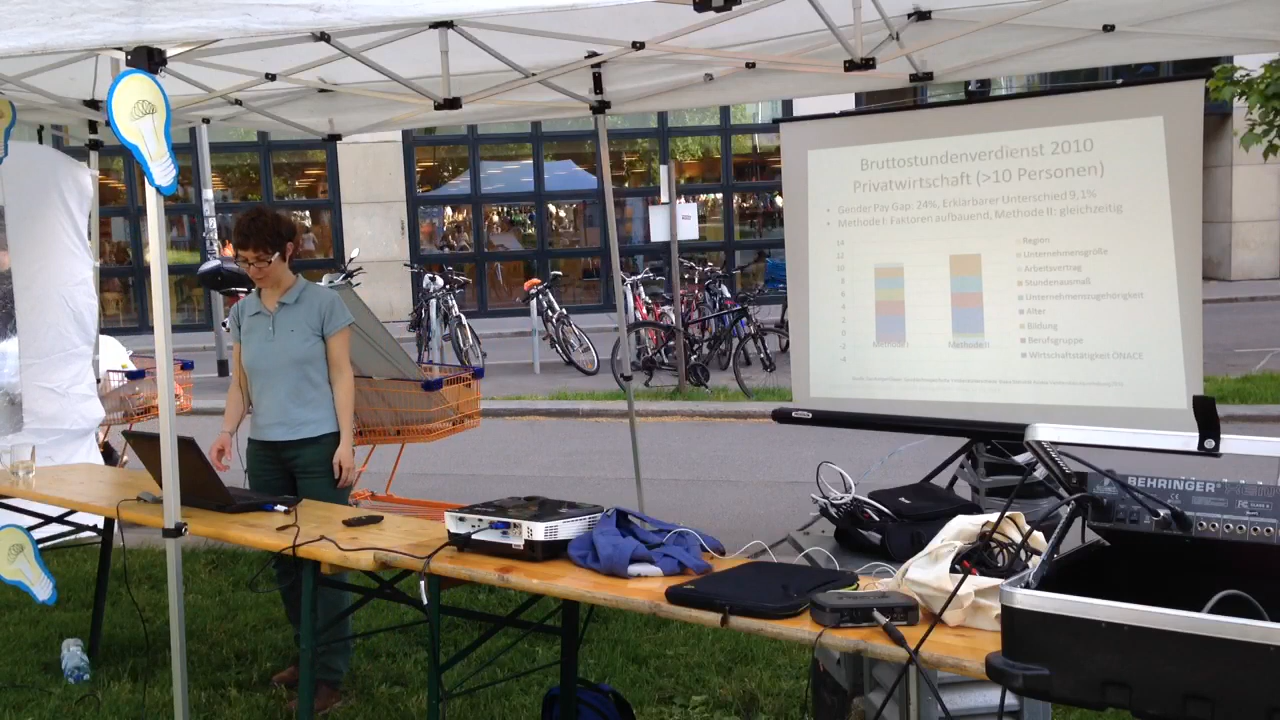 Bruttostundenverdienst 2010
Privatwirtschaft (>10 Personen)
• Gender Pay Gap: 24%, Erklärbarer Unterschied 9,1%
• Methode I: Faktoren aufbauend, Methode II: gleichzeitig
14
12
10
8
6
4
2
0
-2
-4
Methode I
Methode II
Region
Unternehmensgröße
Arbeitsvertrag
Stundenausmaß
Unternehmenszugehörigkeit
Alter
Bildung
Berufsgruppe
Wirtschaftstätigkeit ÖNACE
BEHRINGER